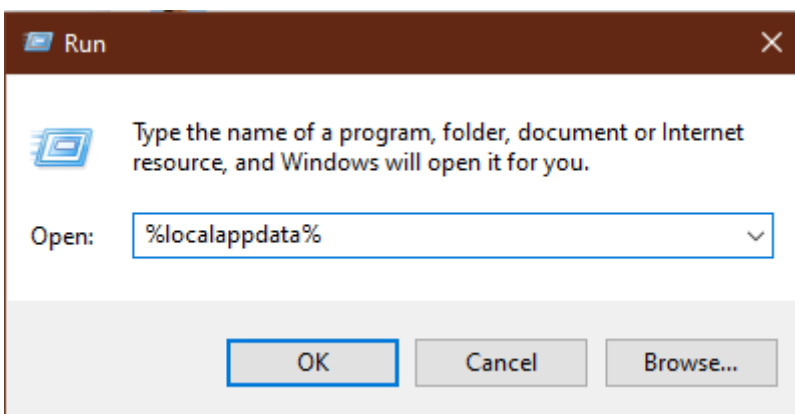 Run
Type the name of a program, folder, document or Internet
resource, and Windows will open it for you.
Open: %localappdata%
OK Cancel Browse...